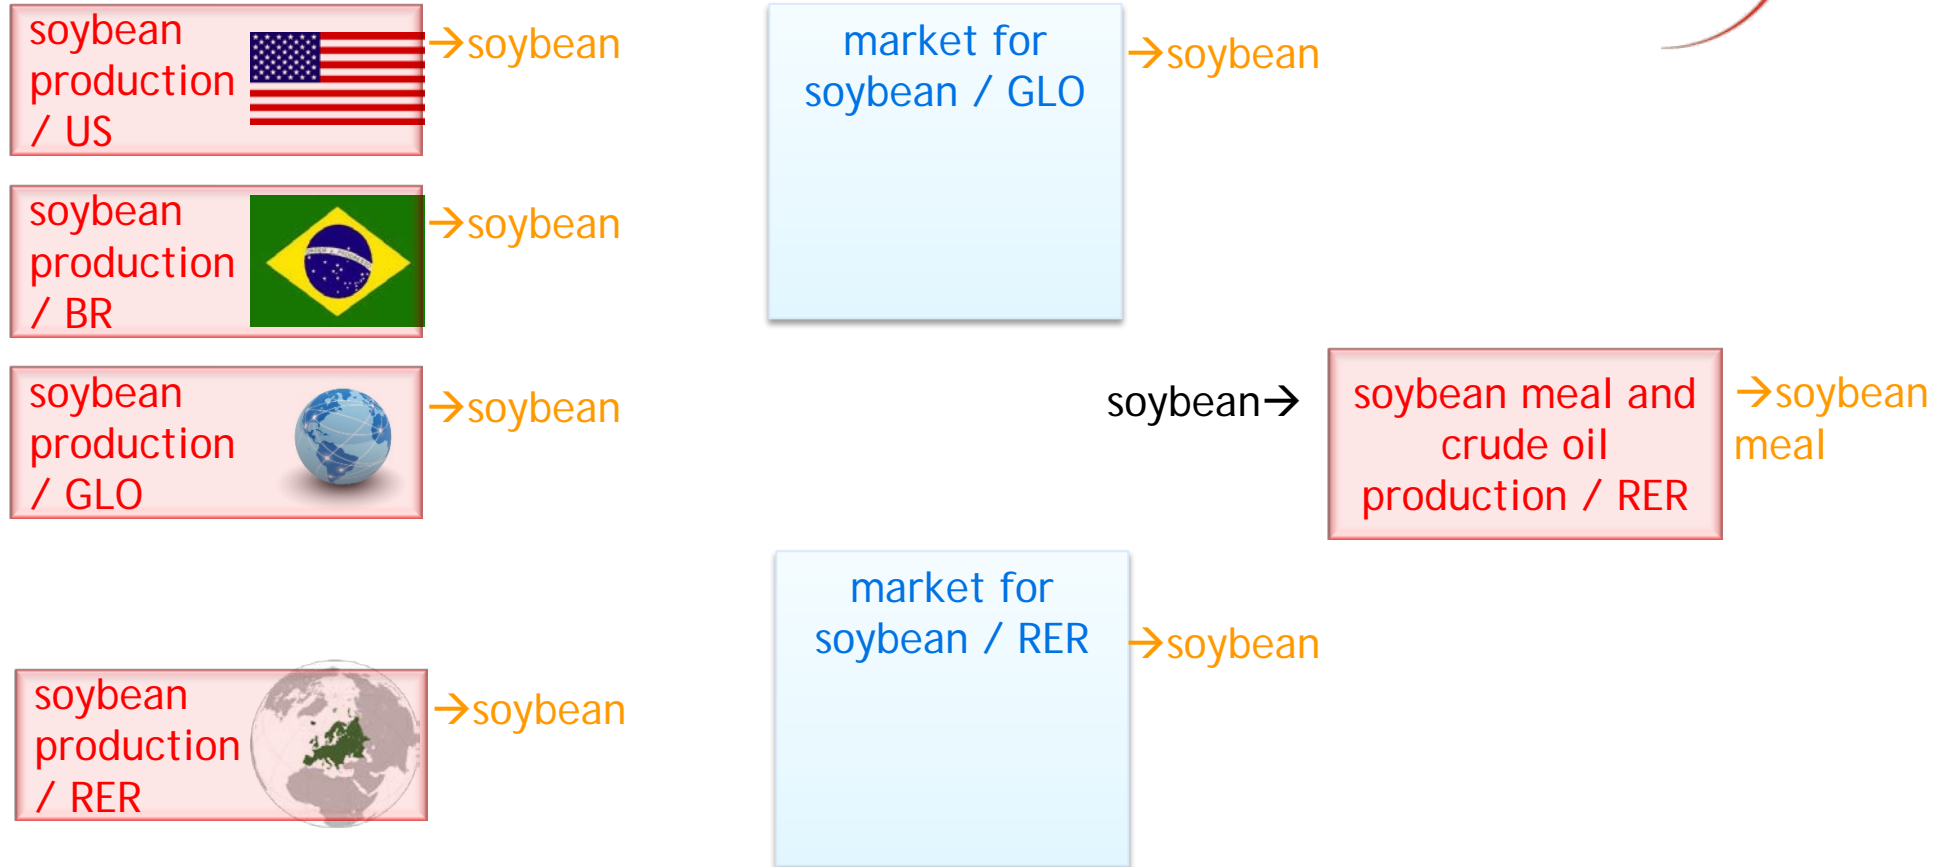 soybean
production
/ US
→soybean
market for
soybean / GLO
→soybean
soybean
production
/ BR
→soybean
soybean
production
/ GLO
→soybean
soybean→
soybean meal and
crude oil
production / RER
→soybean
meal
market for
soybean / RER
→soybean
soybean
production
/ RER
→soybean